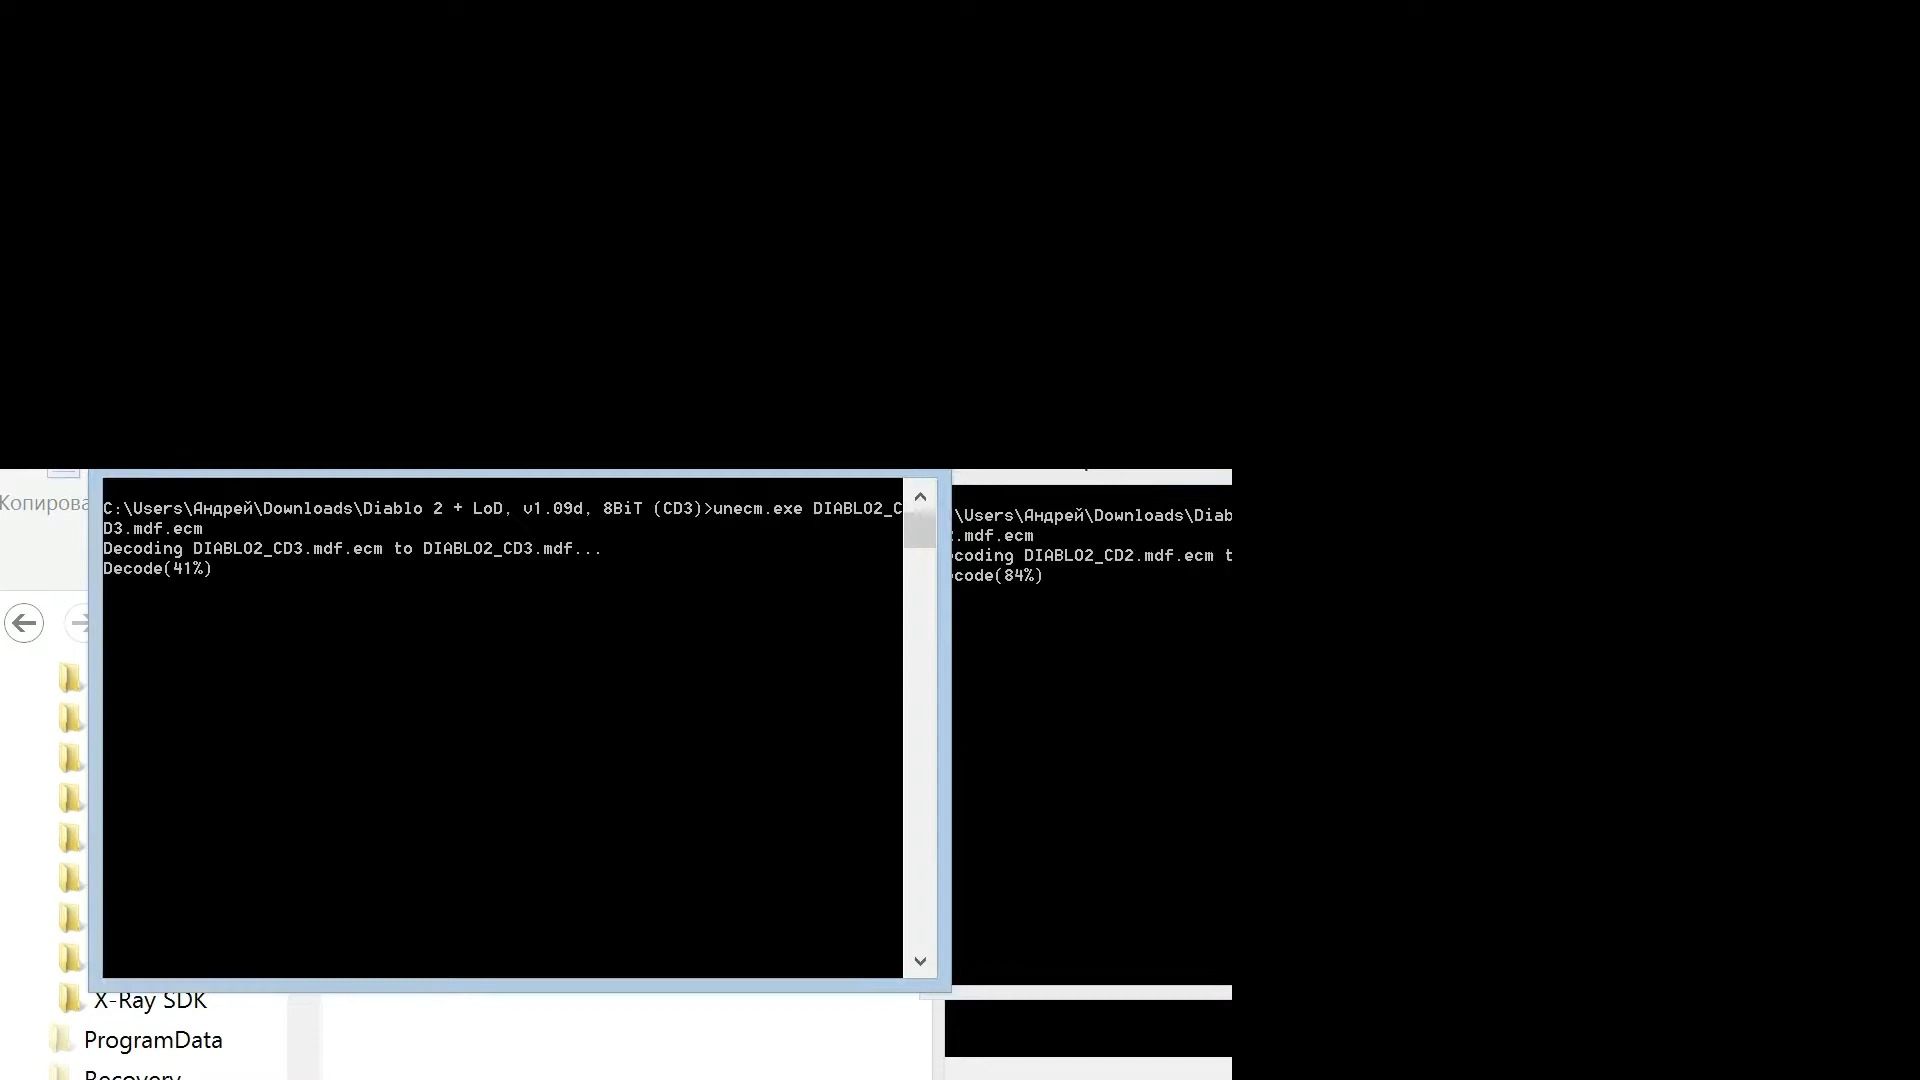 Копирова
C:\Users\Андрей\Downloads\Diablo 2 + LoD, v1.09d, 8BiT (CD3)>unecm.exe DIABLO2_C
D3.mdf.ecm
Decoding DIABLO2_CD3.mdf.ecm to DIABLO2_CD3.mdf...
Decode(41%)
\Users\Андрей\Downloads\Diab
.mdf.ecm
coding DIABLO2_CD2.mdf.ecm t
code(84%)
X-Ray SDK
ProgramData
Recovery